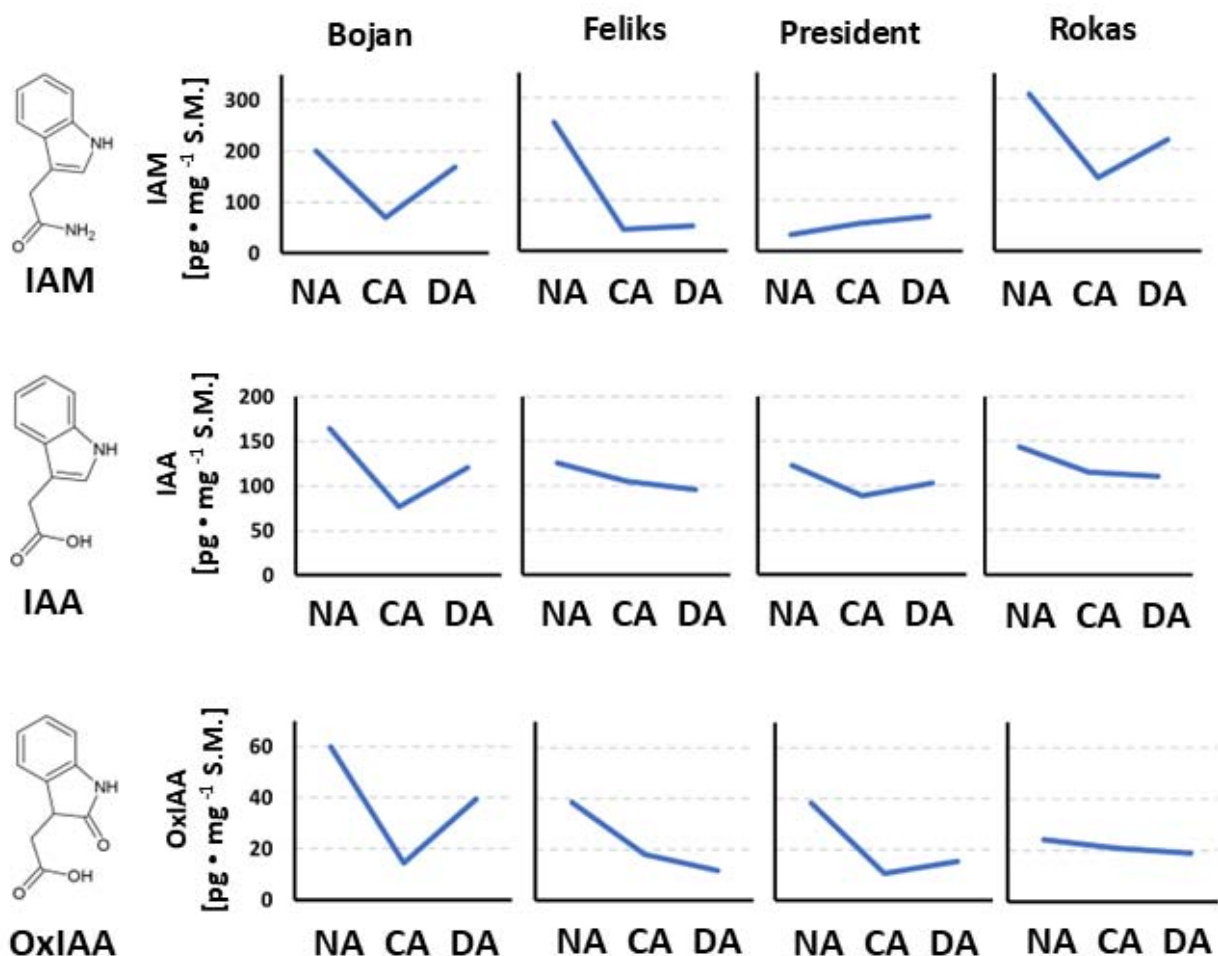 Bojan Feliks President Rokas
NH
NH₂
O
IAM
IAM
[pg • mg ⁻¹ S.M.]
300
200
100
0
NA CA DA NA CA DA NA CA DA NA CA DA
NH
OH
O
IAA
IAA
[pg • mg ⁻¹ S.M.]
200
150
100
50
0
NA CA DA NA CA DA NA CA DA NA CA DA
NH
O
OH
O
OxIAA
OxIAA
[pg • mg ⁻¹ S.M.]
60
40
20
0
NA CA DA NA CA DA NA CA DA NA CA DA